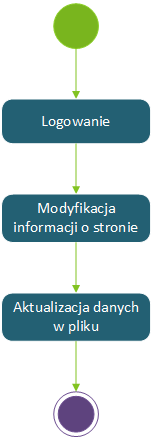 Logowanie
Modyfikacja
informacji o stronie
Aktualizacja danych
w pliku